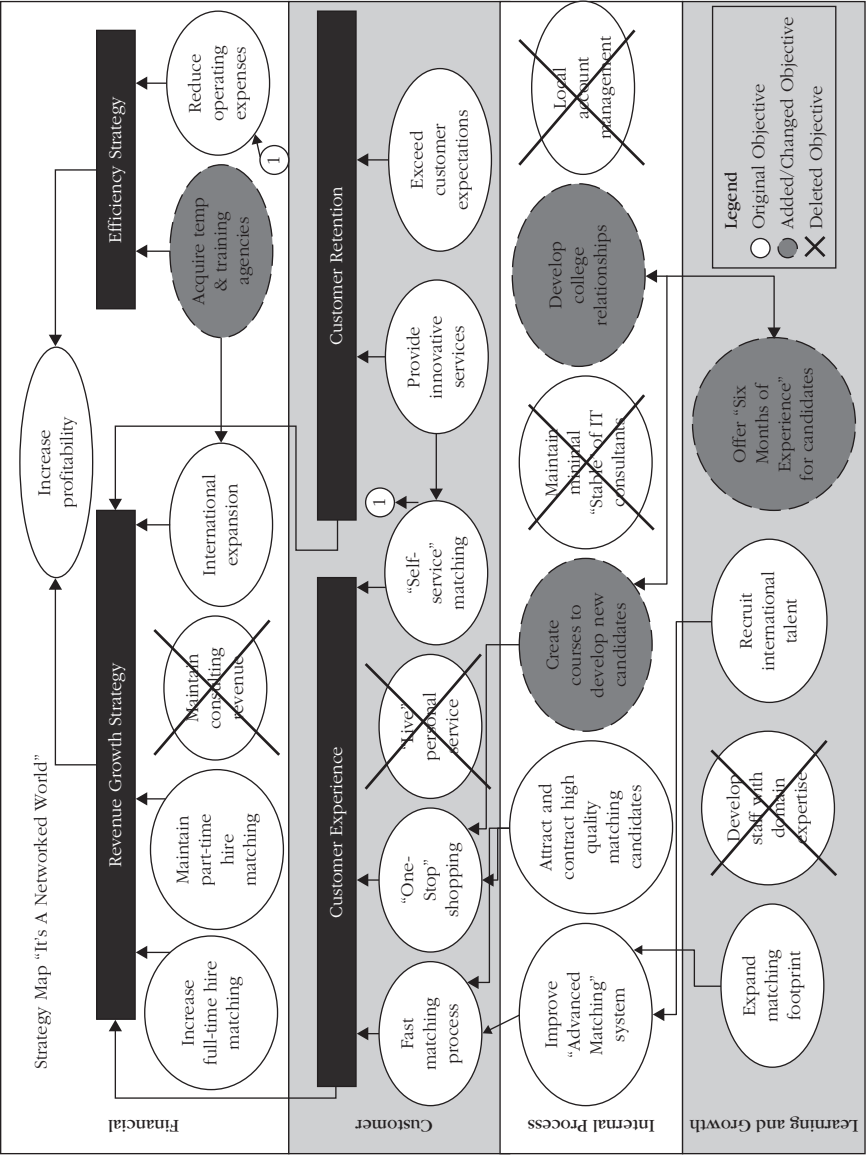 Strategy Map "It's A Networked World"
Financial
Increase
profitability
Revenue Growth Strategy
Efficiency Strategy
Increase
full-time hire
matching
Maintain
part-time
hire
matching
Maintain
consulting
revenue
International
expansion
Acquire temp
& training
agencies
Reduce
operating
expenses
1
Customer
Customer Experience
Customer Retention
Fast
matching
process
"One-
Stop"
shopping
"Live"
personal
service
"Self-
service"
matching
1
Provide
innovative
services
Exceed
customer
expectations
Internal Process
Improve
"Advanced
Matching"
system
Attract and
contract high
quality
matching
candidates
Create
courses to
develop new
candidates
Maintain
minimal
"Stable" of IT
consultants
Develop
college
relationships
Local
account
management
Learning and Growth
Expand
matching
footprint
Develop
staff with
domain
expertise
Recruit
international
talent
Offer "Six
Months of
Experience"
for candidates
Legend
Original Objective
Added/Changed Objective
Deleted Objective